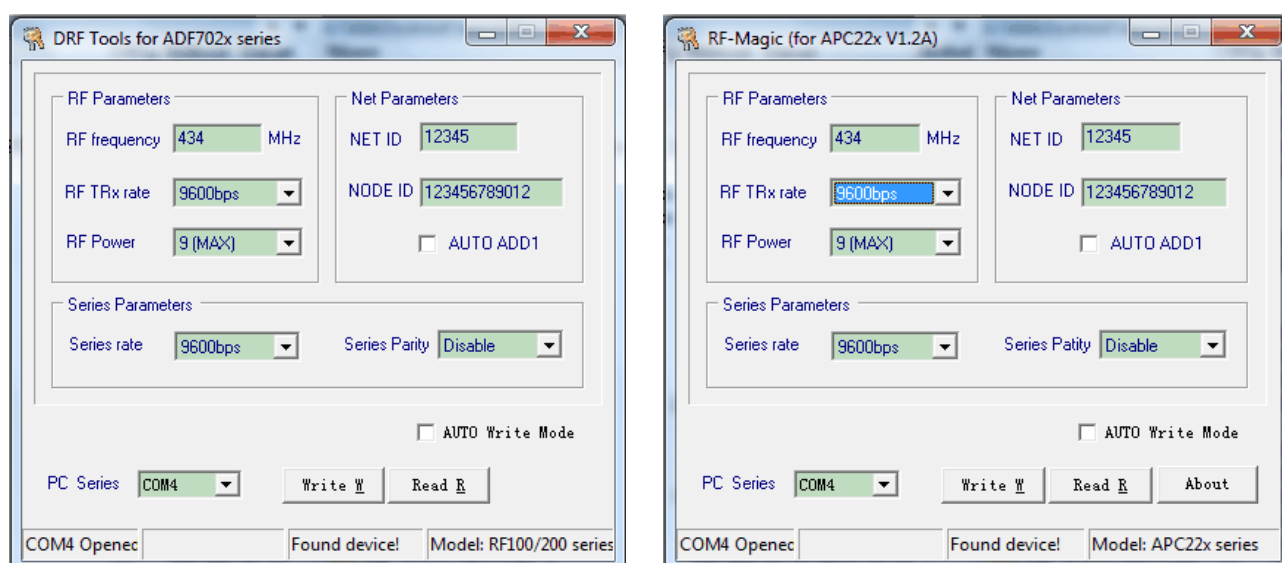 DRF Tools for ADF702x series
RF Parameters
RF frequency 434 MHz
RF TRx rate 9600bps
RF Power 9 (MAX)
Net Parameters
NET ID 12345
NODE ID 123456789012
AUTO ADD1
Series Parameters
Series rate 9600bps
Series Parity Disable
AUTO Write Mode
PC Series COM4
Write W
Read R
COM4 Opened
Found device!
Model: RF100/200 series
RF-Magic (for APC22x V1.2A)
RF Parameters
RF frequency 434 MHz
RF TRx rate 9600bps
RF Power 9 (MAX)
Net Parameters
NET ID 12345
NODE ID 123456789012
AUTO ADD1
Series Parameters
Series rate 9600bps
Series Patity Disable
AUTO Write Mode
PC Series COM4
Write W
Read R
About
COM4 Opened
Found device!
Model: APC22x series